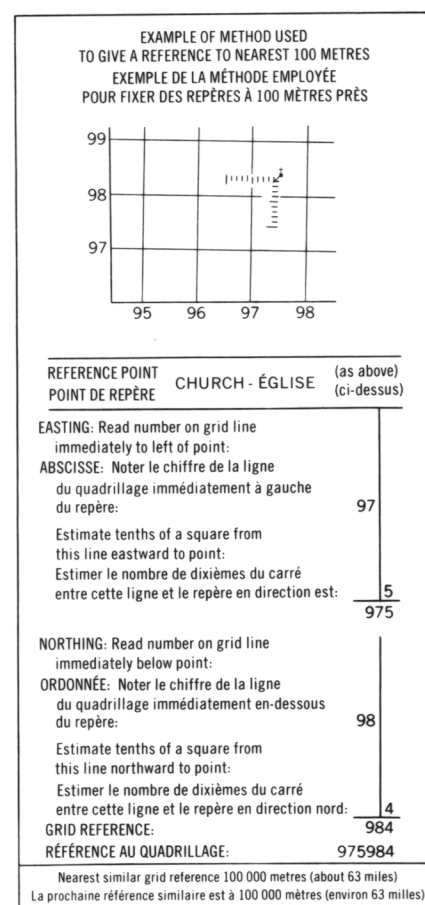 EXAMPLE OF METHOD USED
TO GIVE A REFERENCE TO NEAREST 100 METRES
EXEMPLE DE LA MÉTHODE EMPLOYÉE
POUR FIXER DES REPÈRES À 100 MÈTRES PRÈS
99
98
97
95 96 97 98
REFERENCE POINT
POINT DE REPÈRE
CHURCH - ÉGLISE
(as above)
(ci-dessus)
EASTING: Read number on grid line
immediately to left of point:
ABSCISSE: Noter le chiffre de la ligne
du quadrillage immédiatement à gauche
du repère: 97
Estimate tenths of a square from
this line eastward to point:
Estimer le nombre de dixièmes du carré
entre cette ligne et le repère en direction est: 5
975
NORTHING: Read number on grid line
immediately below point:
ORDONNÉE: Noter le chiffre de la ligne
du quadrillage immédiatement en-dessous
du repère: 98
Estimate tenths of a square from
this line northward to point:
Estimer le nombre de dixièmes du carré
entre cette ligne et le repère en direction nord: 4
GRID REFERENCE: 984
RÉFÉRENCE AU QUADRILLAGE: 975984
Nearest similar grid reference 100 000 metres (about 63 miles)
La prochaine référence similaire est à 100 000 mètres (environ 63 milles)